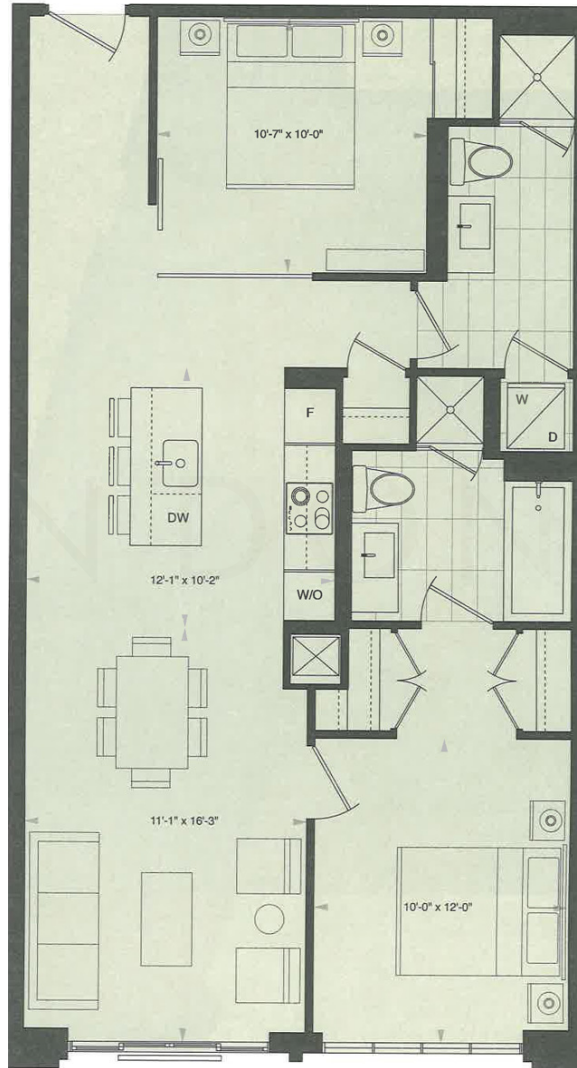 10'-7" x 10'-0"
F
W
D
DW
12'-1" x 10'-2"
W/O
11'-1" x 16'-3"
10'-0" x 12'-0"